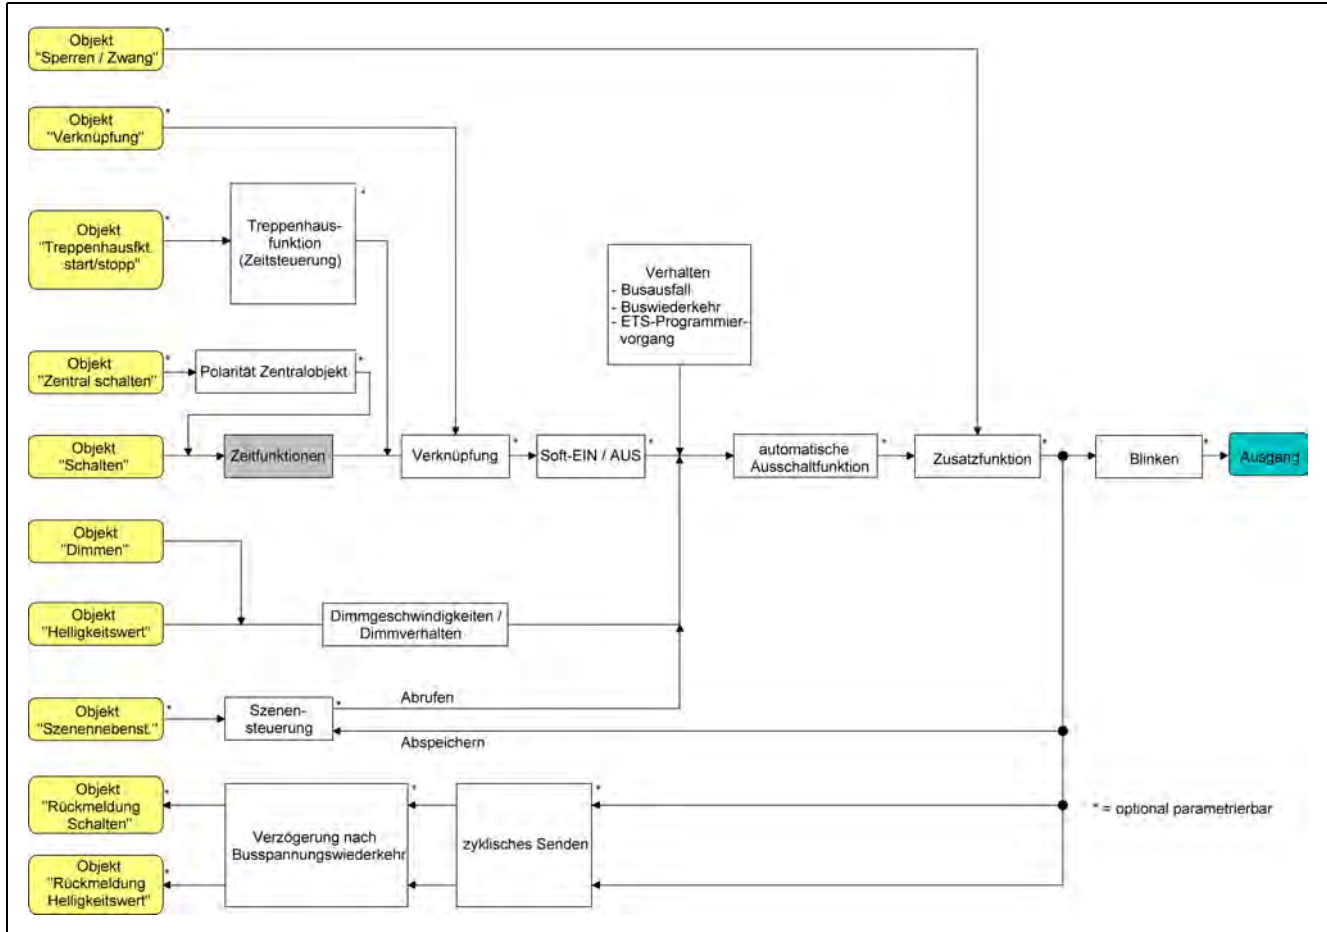 Objekt
"Sperren / Zwang"
*
Objekt
"Verknüpfung"
*
Objekt
"Treppenhausfkt.
start/stopp"
*
Treppenhaus-
funktion
(Zeitsteuerung)
*
Verhalten
- Busausfall
- Buswiederkehr
- ETS-Programmier-
vorgang
Objekt
"Zentral schalten"
*
Polarität Zentralobjekt
*
Objekt
"Schalten"
Zeitfunktionen
Verknüpfung
*
Soft-EIN / AUS
*
automatische
Ausschaltfunktion
*
Zusatzfunktion
*
Blinken
*
Ausgang
Objekt
"Dimmen"
Objekt
"Helligkeitswert"
Dimmgeschwindigkeiten /
Dimmverhalten
Objekt
"Szenennebenst."
*
Szenen-
steuerung
*
Abrufen
Abspeichern
Objekt
"Rückmeldung
Schalten"
*
Verzögerung nach
Busspannungswiederkehr
*
zyklisches Senden
*
* = optional parametrierbar
Objekt
"Rückmeldung
Helligkeitswert"
*